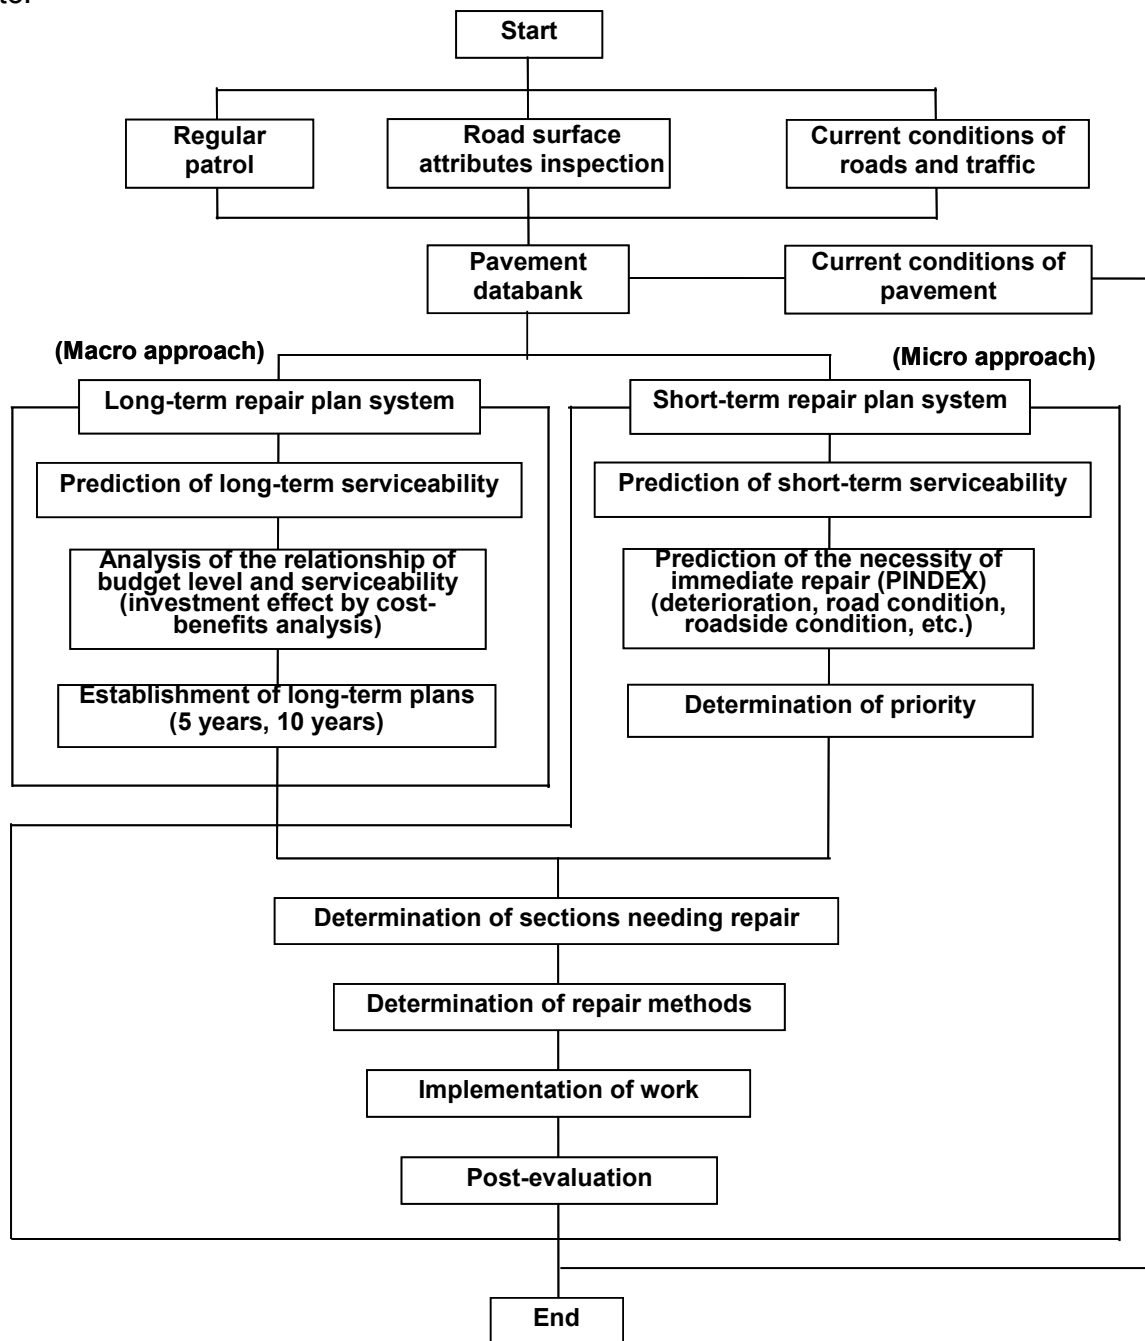 Start
Regular
patrol
Road surface
attributes inspection
Current conditions of
roads and traffic
Pavement
databank
Current conditions of
pavement
(Macro approach)
(Micro approach)
Long-term repair plan system
Short-term repair plan system
Prediction of long-term serviceability
Prediction of short-term serviceability
Analysis of the relationship of
budget level and serviceability
(investment effect by cost-
benefits analysis)
Prediction of the necessity of
immediate repair (PINDEX)
(deterioration, road condition,
roadside condition, etc.)
Establishment of long-term plans
(5 years, 10 years)
Determination of priority
Determination of sections needing repair
Determination of repair methods
Implementation of work
Post-evaluation
End